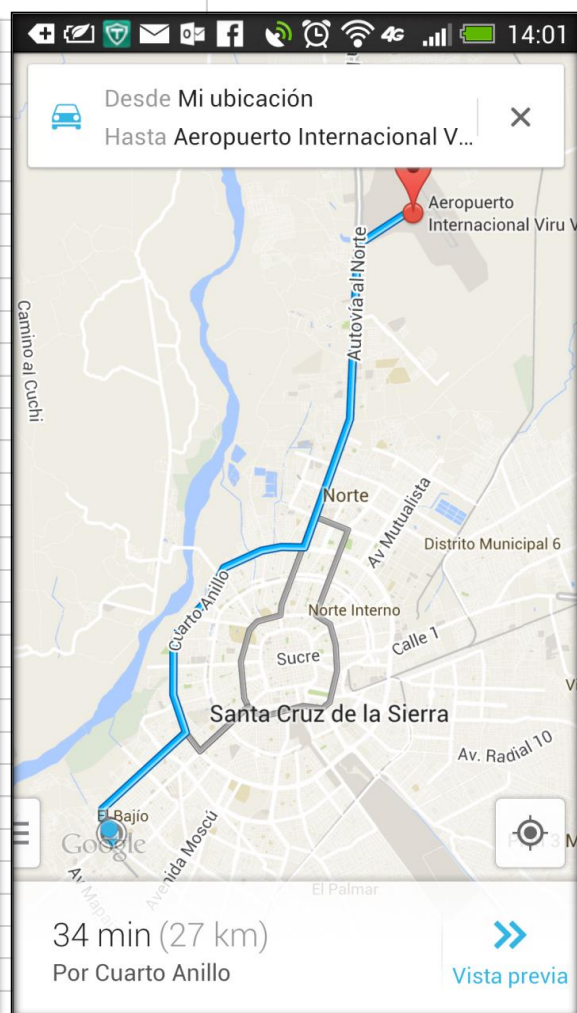 4G 14:01
Desde Mi ubicación
Hasta Aeropuerto Internacional V...
Aeropuerto
Internacional Viru V
Autovía al Norte
Camino al Cuchi
Norte
Av Mutualista
Distrito Municipal 6
Cuarto Anillo
Norte Interno
Calle 1
Sucre
Santa Cruz de la Sierra
Av. Radial 10
El Bajío
Google
Avenida Moscú
El Palmar
34 min (27 km)
Por Cuarto Anillo
Vista previa